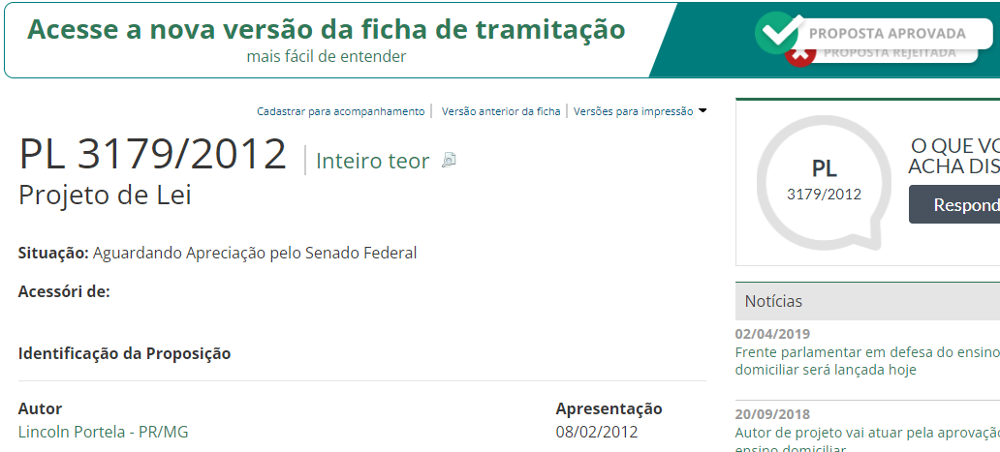 Acesse a nova versão da ficha de tramitação
mais fácil de entender
PROPOSTA APROVADA
PROPOSTA REJEITADA
Cadastrar para acompanhamento | Versão anterior da ficha | Versões para impressão
PL 3179/2012 | Inteiro teor
Projeto de Lei
Situação: Aguardando Apreciação pelo Senado Federal
Acessóri de:
Identificação da Proposição
Autor
Lincoln Portela - PR/MG
Apresentação
08/02/2012
PL
3179/2012
O QUE VO
ACHA DIS
Respond
Notícias
02/04/2019
Frente parlamentar em defesa do ensino
domiciliar será lançada hoje
20/09/2018
Autor de projeto vai atuar pela aprovaçã
ensino domiciliar